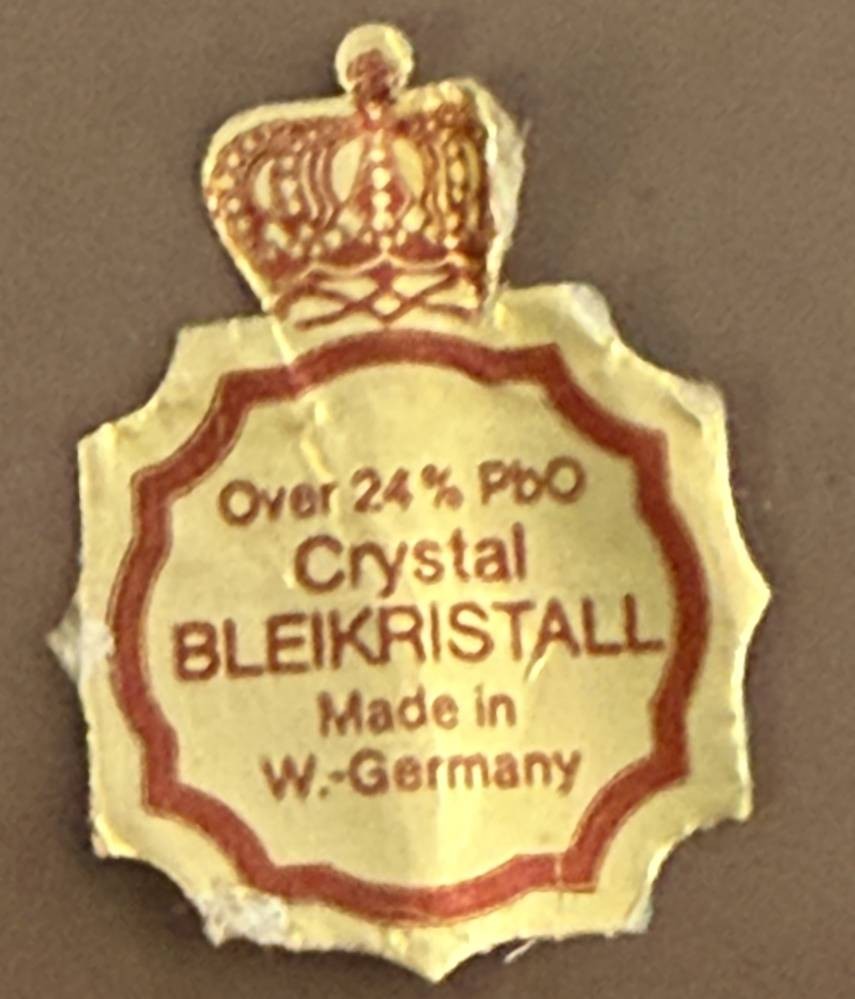 Over 24% PbO
Crystal
BLEIKRISTALL
Made in
W.-Germany